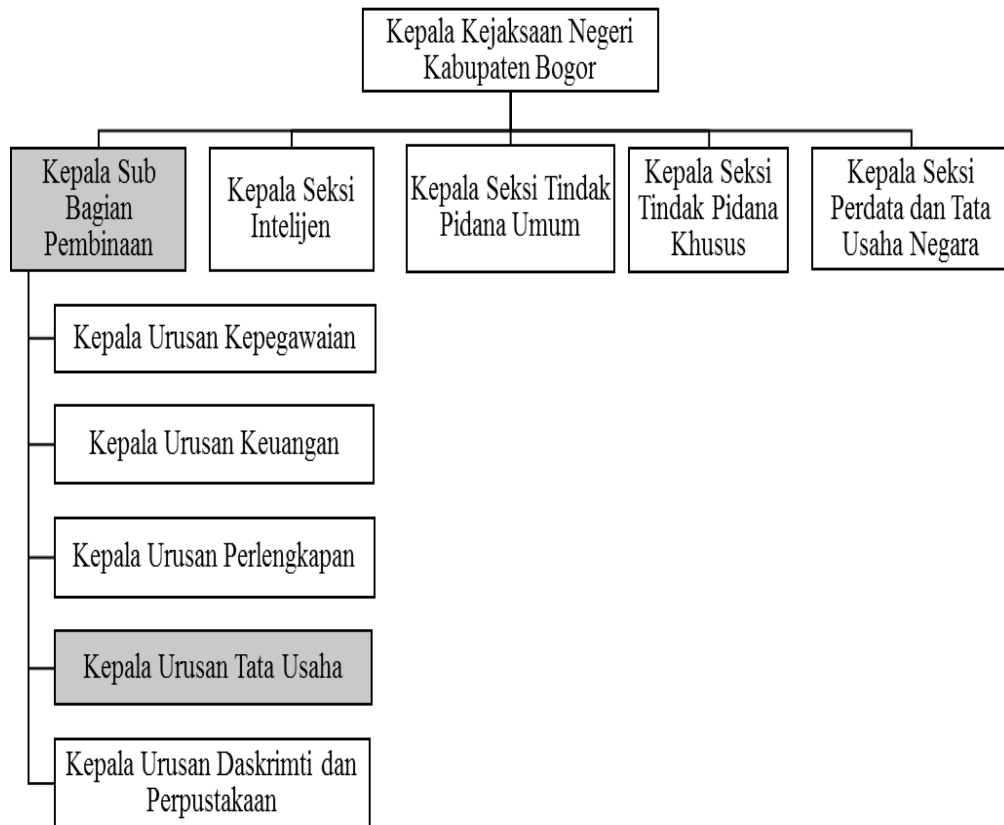 Kepala Kejaksaan Negeri
Kabupaten Bogor
Kepala Sub
Bagian
Pembinaan
Kepala Seksi
Intelijen
Kepala Seksi Tindak
Pidana Umum
Kepala Seksi
Tindak Pidana
Khusus
Kepala Seksi
Perdata dan Tata
Usaha Negara
Kepala Urusan Kepegawaian
Kepala Urusan Keuangan
Kepala Urusan Perlengkapan
Kepala Urusan Tata Usaha
Kepala Urusan Daskrimti dan
Perpustakaan